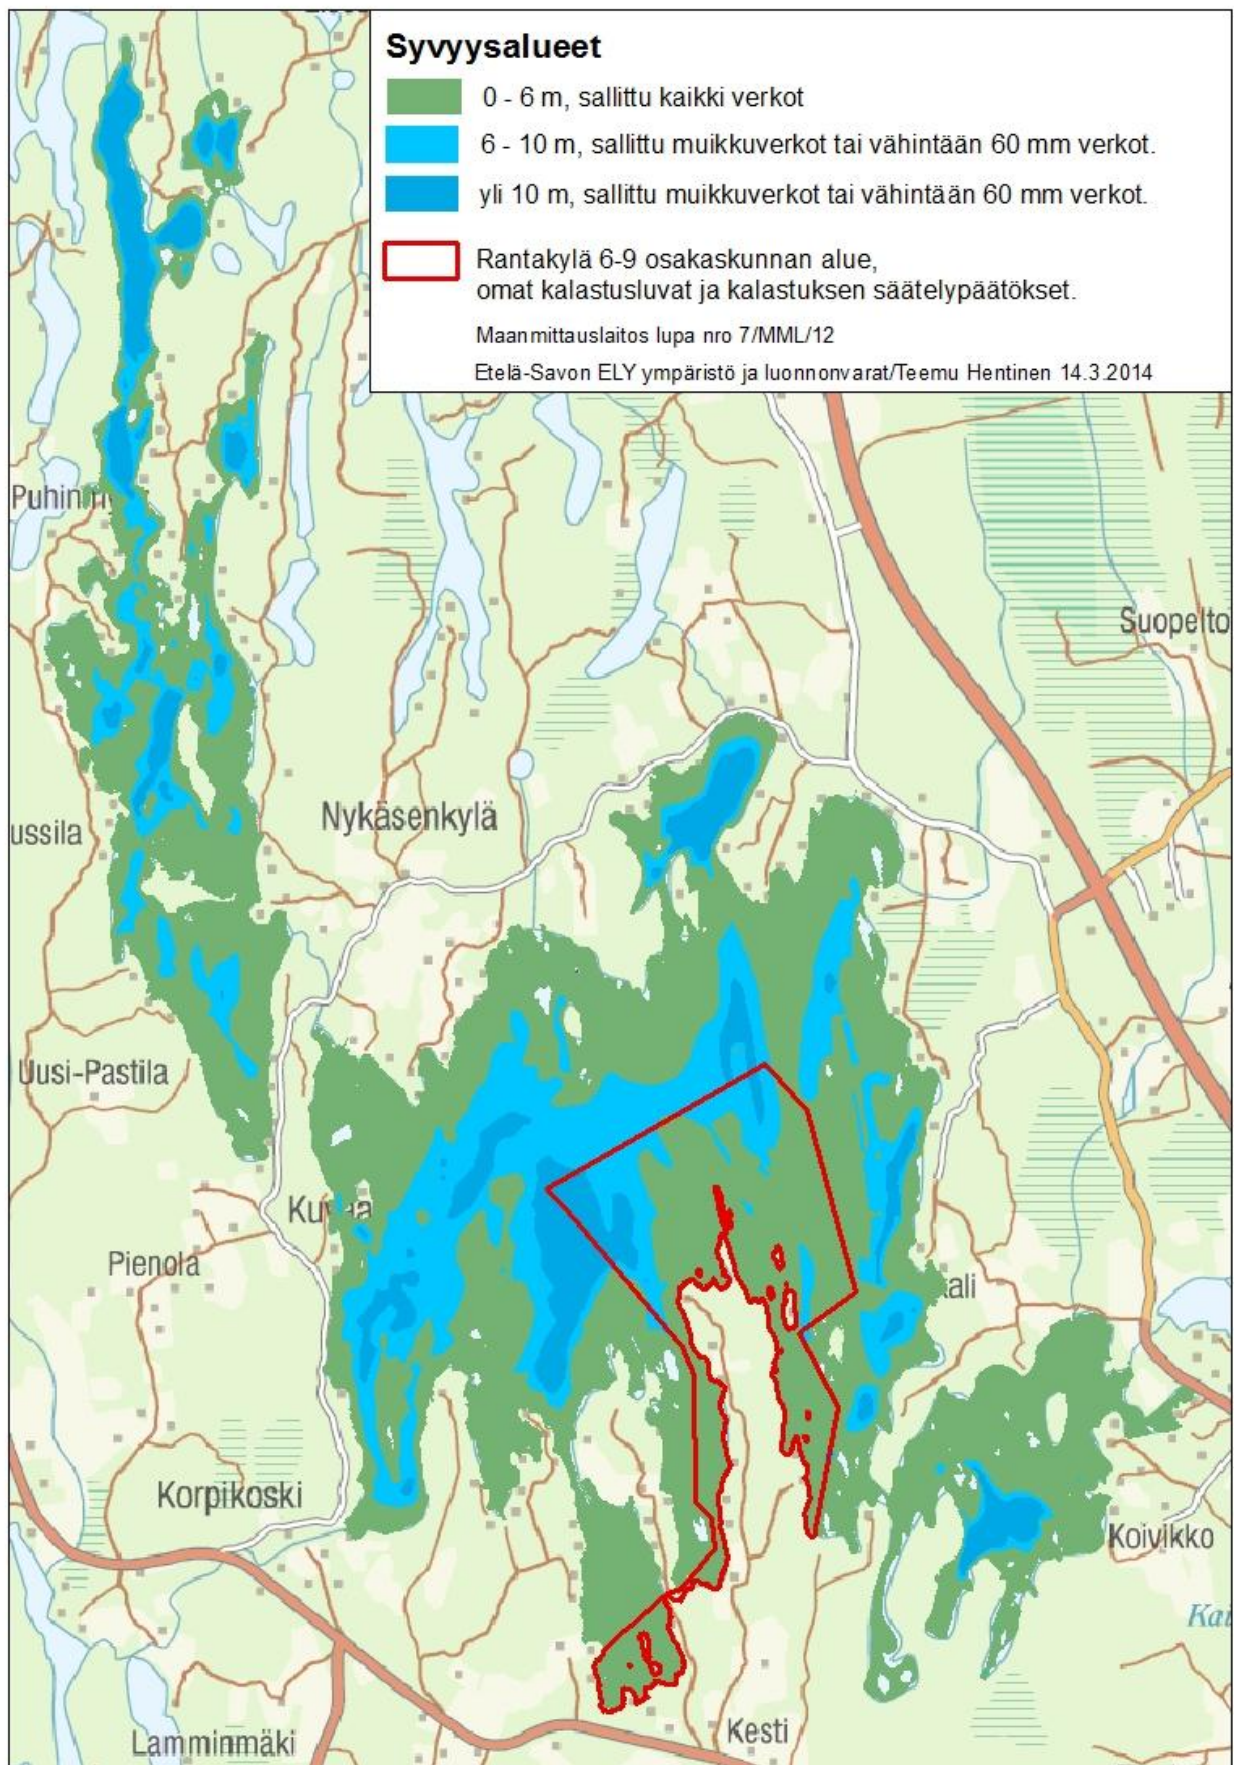 Syvyysalueet
0 - 6 m, sallittu kaikki verkot
6 - 10 m, sallittu muikkuverkot tai vähintään 60 mm verkot.
yli 10 m, sallittu muikkuverkot tai vähintään 60 mm verkot.
Rantakylä 6-9 osakaskunnan alue,
omat kalastusluvat ja kalastuksen säätelypäätökset.
Maanmittauslaitos lupa nro 7/MML/12
Etelä-Savon ELY ympäristö ja luonnonvarat/Teemu Hentinen 14.3.2014
Suopelto
Nykäsenkylä
ussila
Uusi-Pastila
Pienola
Korpikoski
Koivikko
Kesti
Lamminmäki